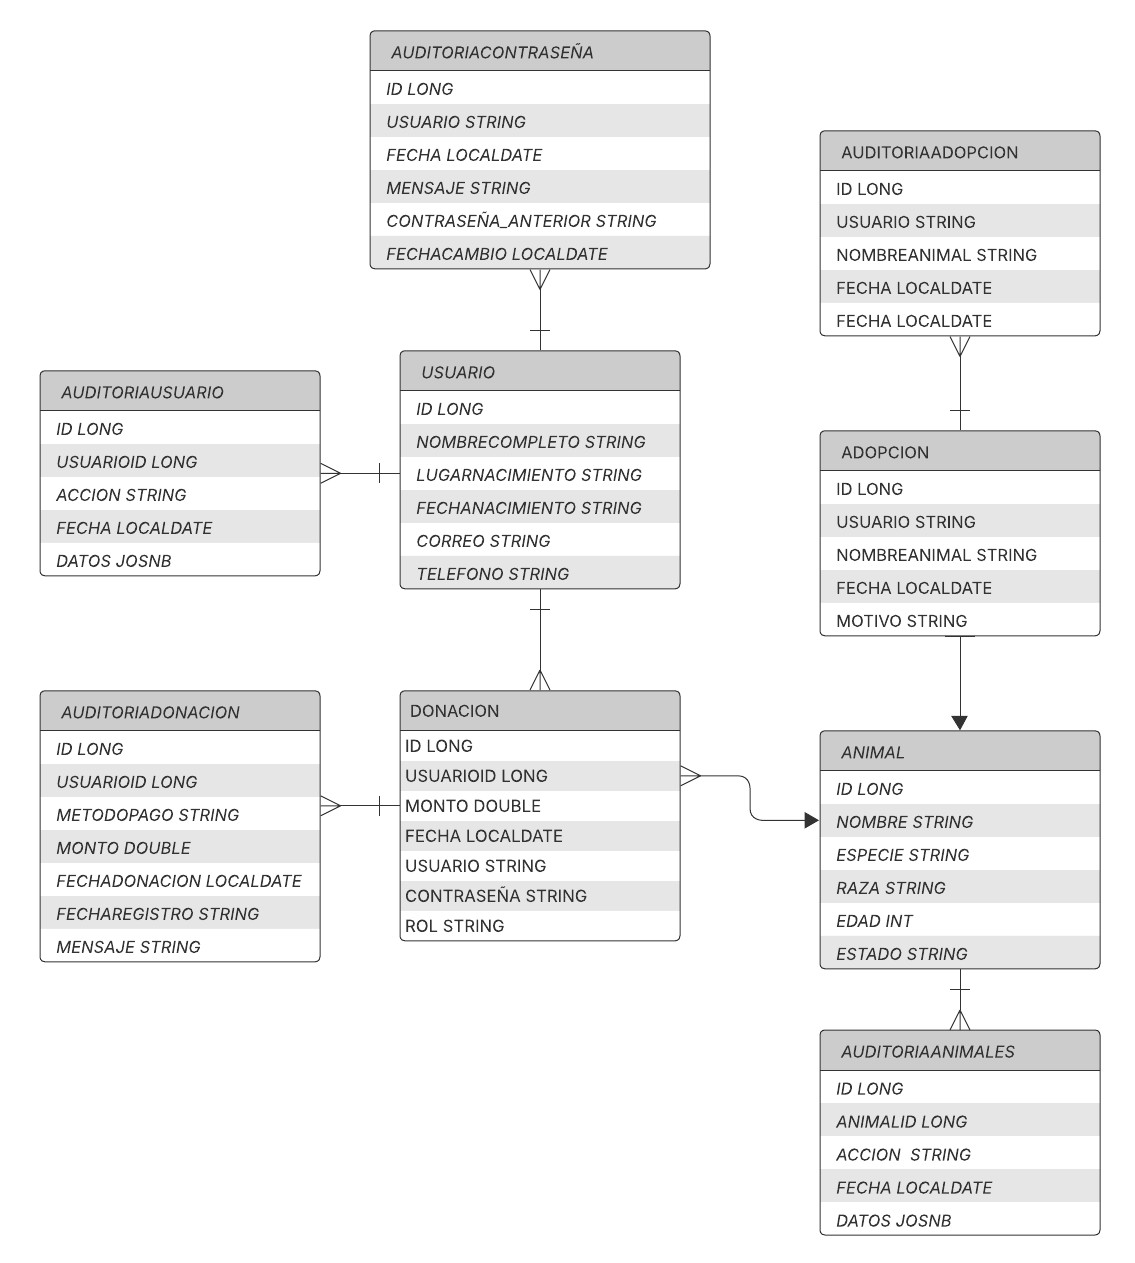 AUDITORIACONTRASEÑA
ID LONG
USUARIO STRING
FECHA LOCALDATE
MENSAJE STRING
CONTRASEÑA_ANTERIOR STRING
FECHACAMBIO LOCALDATE
AUDITORIAADOPCION
ID LONG
USUARIO STRING
NOMBREANIMAL STRING
FECHA LOCALDATE
FECHA LOCALDATE
AUDITORIAUSUARIO
ID LONG
USUARIOID LONG
ACCION STRING
FECHA LOCALDATE
DATOS JOSNB
USUARIO
ID LONG
NOMBRECOMPLETO STRING
LUGARNACIMIENTO STRING
FECHANACIMIENTO STRING
CORREO STRING
TELEFONO STRING
ADOPCION
ID LONG
USUARIO STRING
NOMBREANIMAL STRING
FECHA LOCALDATE
MOTIVO STRING
AUDITORIADONACION
ID LONG
USUARIOID LONG
METODOPAGO STRING
MONTO DOUBLE
FECHADONACION LOCALDATE
FECHAREGISTRO STRING
MENSAJE STRING
DONACION
ID LONG
USUARIOID LONG
MONTO DOUBLE
FECHA LOCALDATE
USUARIO STRING
CONTRASEÑA STRING
ROL STRING
ANIMAL
ID LONG
NOMBRE STRING
ESPECIE STRING
RAZA STRING
EDAD INT
ESTADO STRING
AUDITORIAANIMALES
ID LONG
ANIMALID LONG
ACCION  STRING
FECHA LOCALDATE
DATOS JOSNB